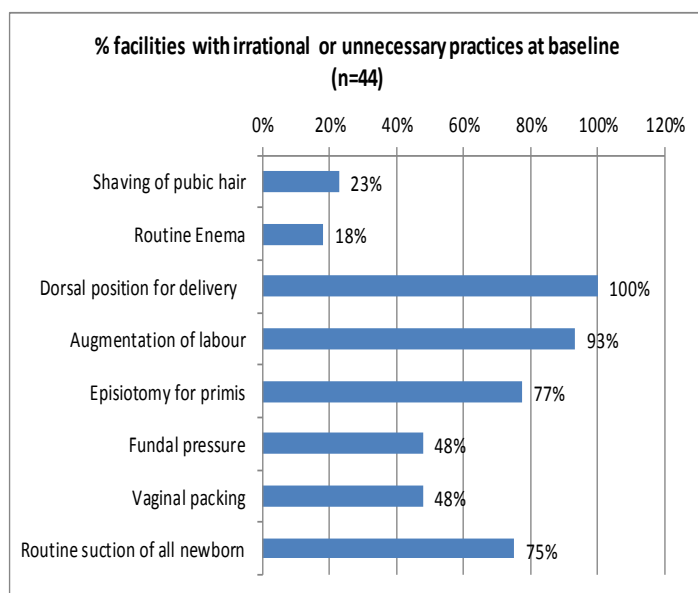 % facilities with irrational or unnecessary practices at baseline
(n=44)
0% 20% 40% 60% 80% 100% 120%
Shaving of pubic hair 23%
Routine Enema 18%
Dorsal position for delivery 100%
Augmentation of labour 93%
Episiotomy for primis 77%
Fundal pressure 48%
Vaginal packing 48%
Routine suction of all newborn 75%